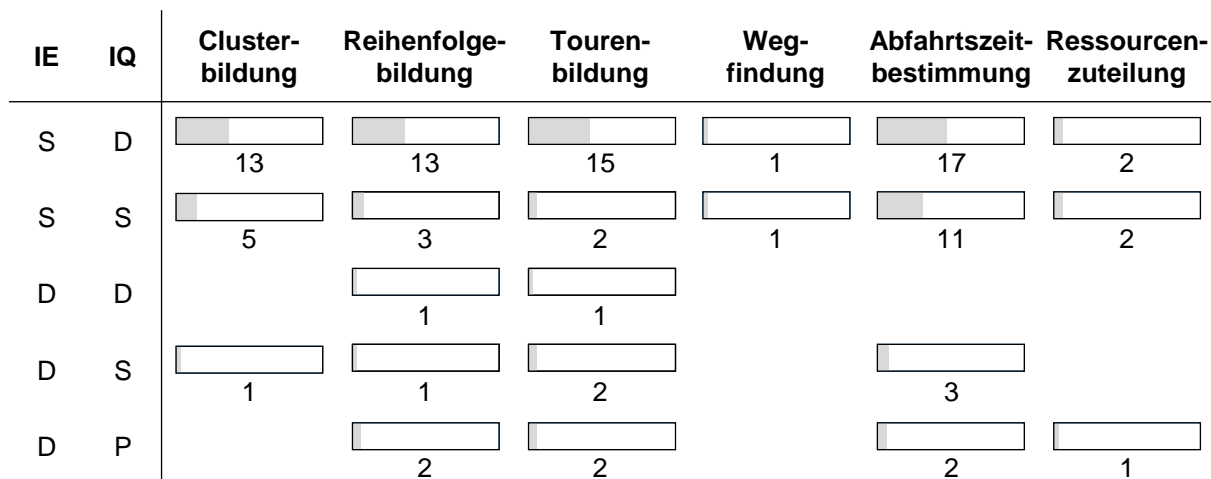 IE IQ Cluster- Reihenfolge- Touren- Weg- Abfahrtszeit- Ressourcen-
bildung bildung bildung findung bestimmung zuteilung
S D
13 13 15 1 17 2
S S
5 3 2 1 11 2
D D
1 1
D S
1 1 2 3
D P
2 2 2 1